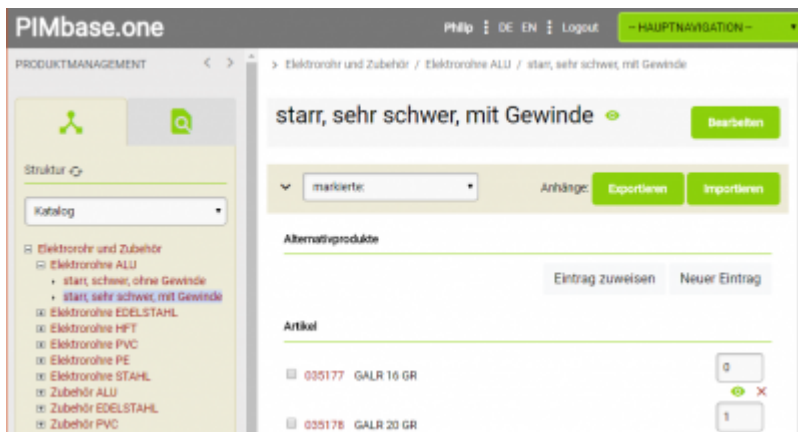 PIMbase.one
Philip DE EN Logout
-- HAUPTNAVIGATION --
PRODUKTMANAGEMENT
> Elektrorohr und Zubehör / Elektrorohre ALU / starr, sehr schwer, mit Gewinde
starr, sehr schwer, mit Gewinde
Bearbeiten
Struktur
Katalog
Elektrorohr und Zubehör
Elektrorohre ALU
starr, schwer, ohne Gewinde
starr, sehr schwer, mit Gewinde
Elektrorohre EDELSTAHL
Elektrorohre HFT
Elektrorohre PVC
Elektrorohre PE
Elektrorohre STAHL
Zubehör ALU
Zubehör EDELSTAHL
Zubehör PVC
markierte:
Anhänge: Exportieren Importieren
Alternativprodukte
Eintrag zuweisen Neuer Eintrag
Artikel
035177 GALR 16 GR 0
035178 GALR 20 GR 1